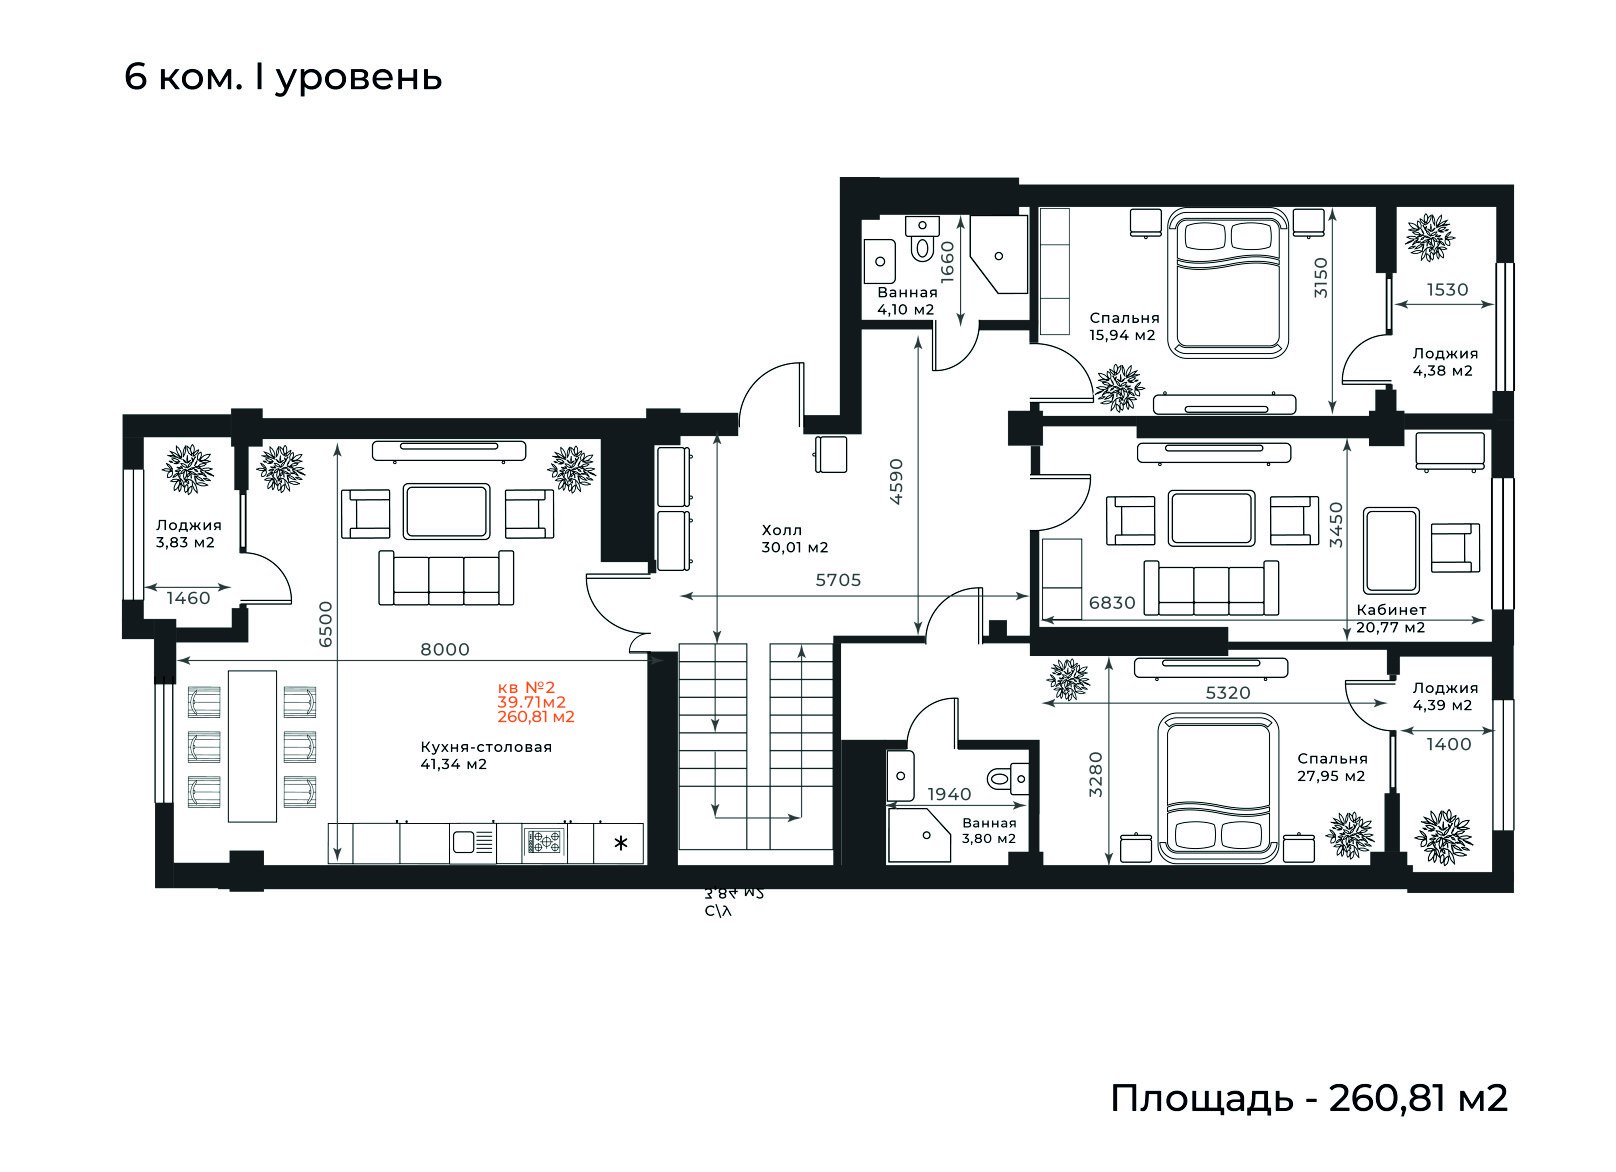 6 ком. I уровень
Ванная
4,10 м2
1660
Спальня
15,94 м2
3150
1530
Лоджия
4,38 м2
Лоджия
3,83 м2
1460
6500
8000
кв №2
39.71м2
260,81 м2
Кухня-столовая
41,34 м2
Холл
30,01 м2
4590
5705
3450
6830
Кабинет
20,77 м2
5320
Лоджия
4,39 м2
1400
3280
Спальня
27,95 м2
1940
Ванная
3,80 м2
3,84 м2
С\У
Площадь - 260,81 м2